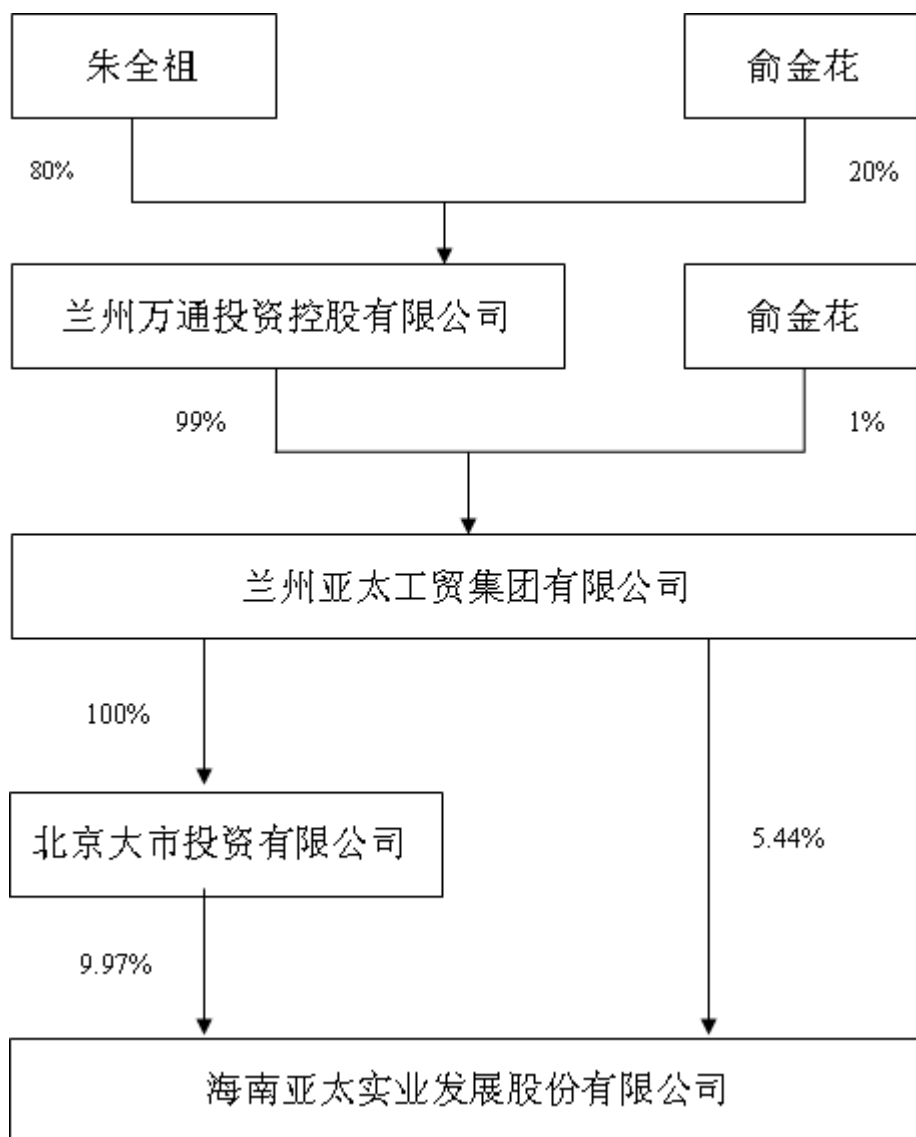 朱全祖
俞金花
80%
20%
兰州万通投资控股有限公司
俞金花
99%
1%
兰州亚太工贸集团有限公司
100%
北京大市投资有限公司
5.44%
9.97%
海南亚太实业发展股份有限公司